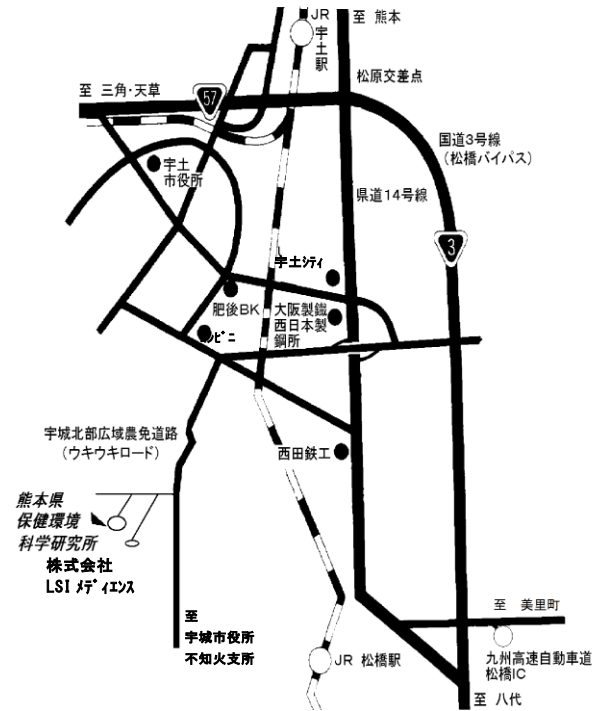 JR
宇土駅
至 熊本
松原交差点
至 三角・天草
57
国道3号線
(松橋バイパス)
宇土
市役所
県道14号線
3
宇土シティ
肥後BK
大阪製鐵
西日本製
鋼所
コンビニ
宇城北部広域農免道路
(ウキウキロード)
西田鉄工
熊本県
保健環境
科学研究所
株式会社
LSI メディエンス
至
宇城市役所
不知火支所
至 美里町
JR 松橋駅
九州高速自動車道
松橋IC
至 八代